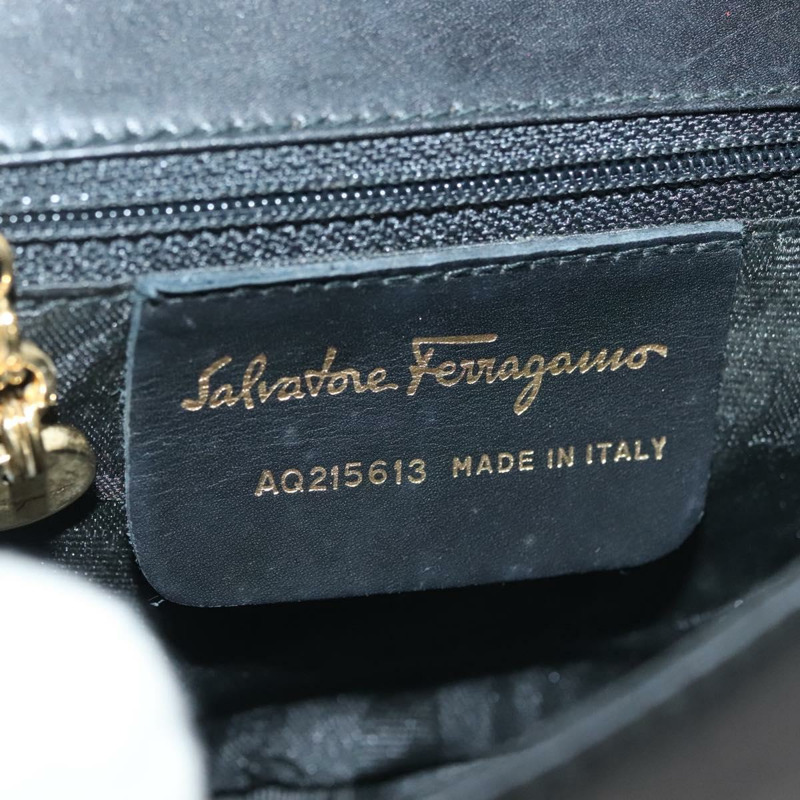 Salvatore Ferragamo
AQ215613 MADE IN ITALY